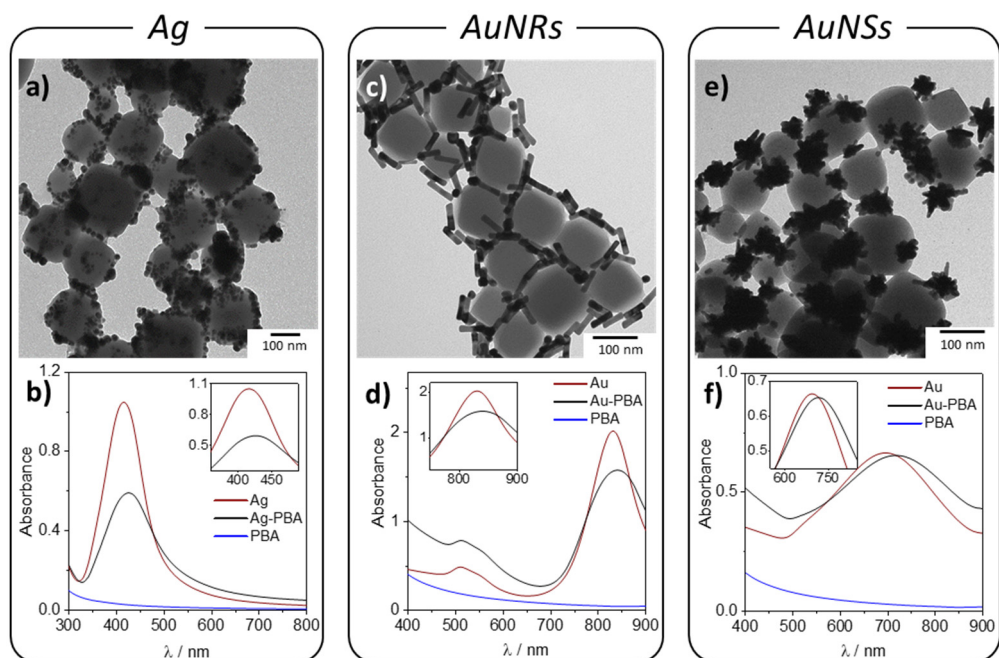 Ag
AuNRs
AuNSs
a)
100 nm
c)
100 nm
e)
100 nm
b)
1.2
0.8
0.4
0.0
Absorbance
300 400 500 600 700 800
λ / nm
1.1
0.8
0.5
400 450
Ag
Ag-PBA
PBA
d)
2
1
0
Absorbance
400 500 600 700 800 900
λ / nm
2
1
800 900
Au
Au-PBA
PBA
f)
1.0
0.5
0.0
Absorbance
400 500 600 700 800 900
λ / nm
0.7
0.6
0.5
600 750
Au
Au-PBA
PBA